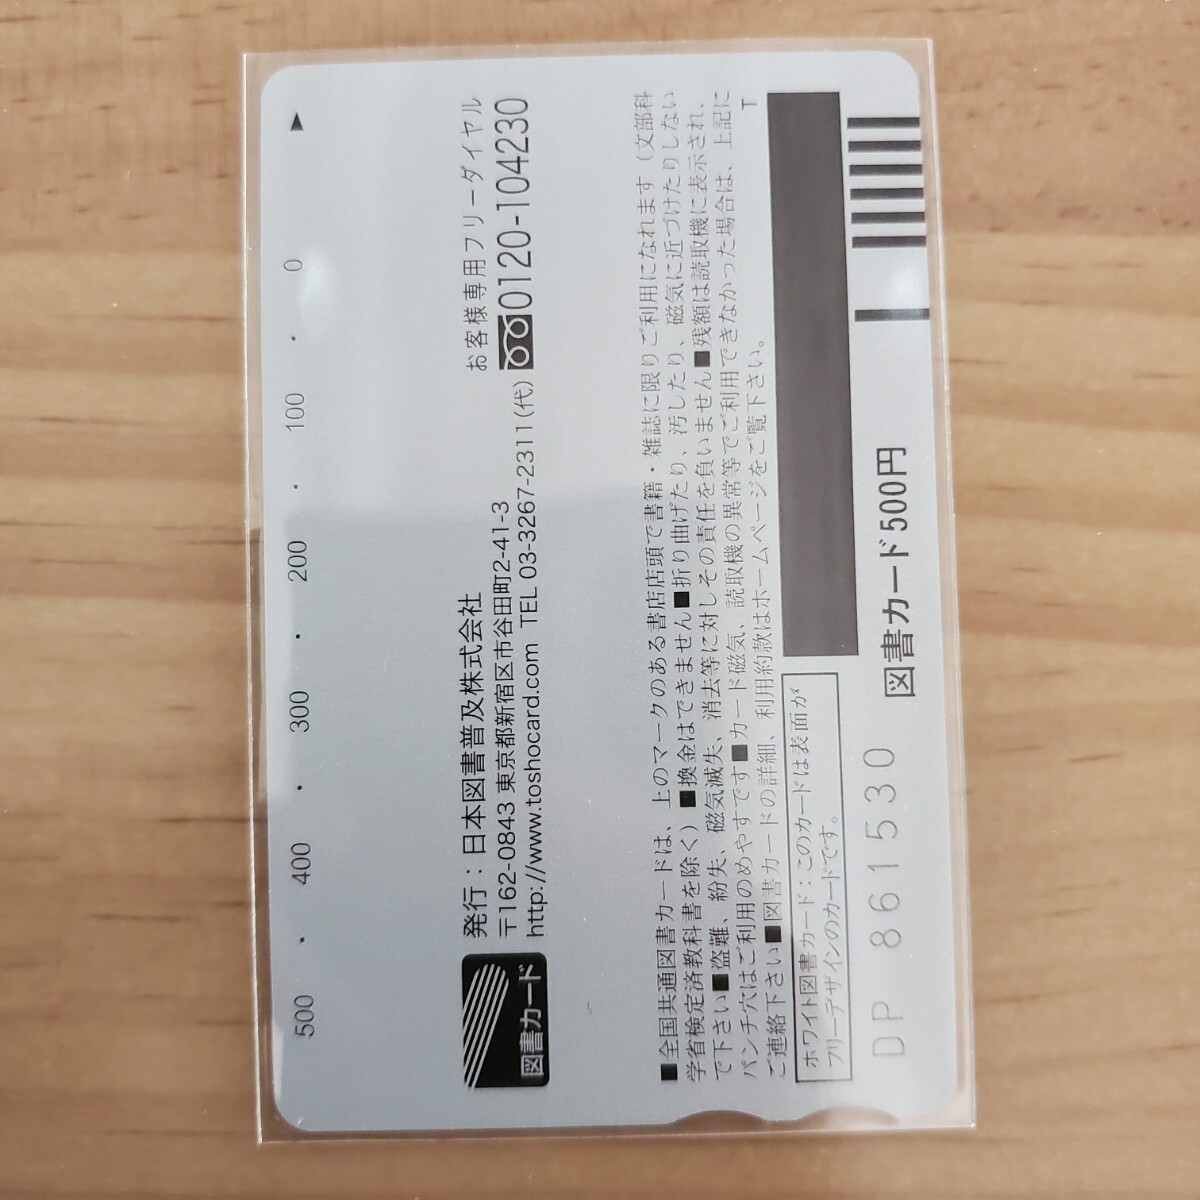 500 ・ 400 ・ 300 ・ 200 ・ 100 ・ 0 ▶
図書カード
発行：日本図書普及株式会社
〒162-0843 東京都新宿区市谷田町2-41-3
http://www.toshocard.com TEL 03-3267-2311(代)
お客様専用フリーダイヤル
0120-104230
■全国共通図書カードは、上のマークのある書店店頭で書籍・雑誌に限りご利用になれます（文部科
学省検定済教科書を除く）■換金はできません■折り曲げたり、汚したり、磁気に近づけたりしない
で下さい■盗難、紛失、磁気滅失、消去等に対しその責任を負いません■残額は読取機に表示され、
パンチ穴はご利用のめやすです■カード磁気、読取機の異常等でご利用できなかった場合は、上記に
ご連絡下さい■図書カードの詳細、利用約款はホームページをご覧下さい。
T
ホワイト図書カード：このカードは表面が
フリーデザインのカードです。
DP 861530
図書カード500円